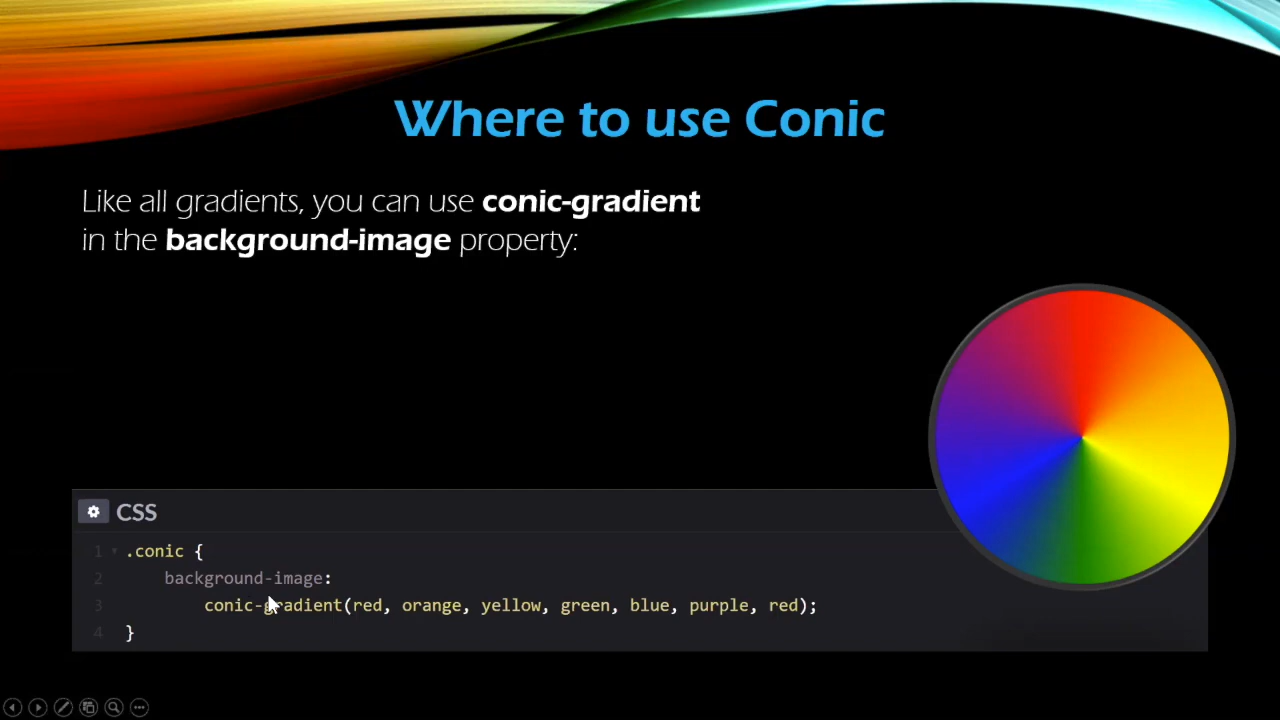 Where to use Conic
Like all gradients, you can use conic-gradient
in the background-image property:
CSS
1 .conic {
2 background-image:
3 conic-gradient(red, orange, yellow, green, blue, purple, red);
4 }